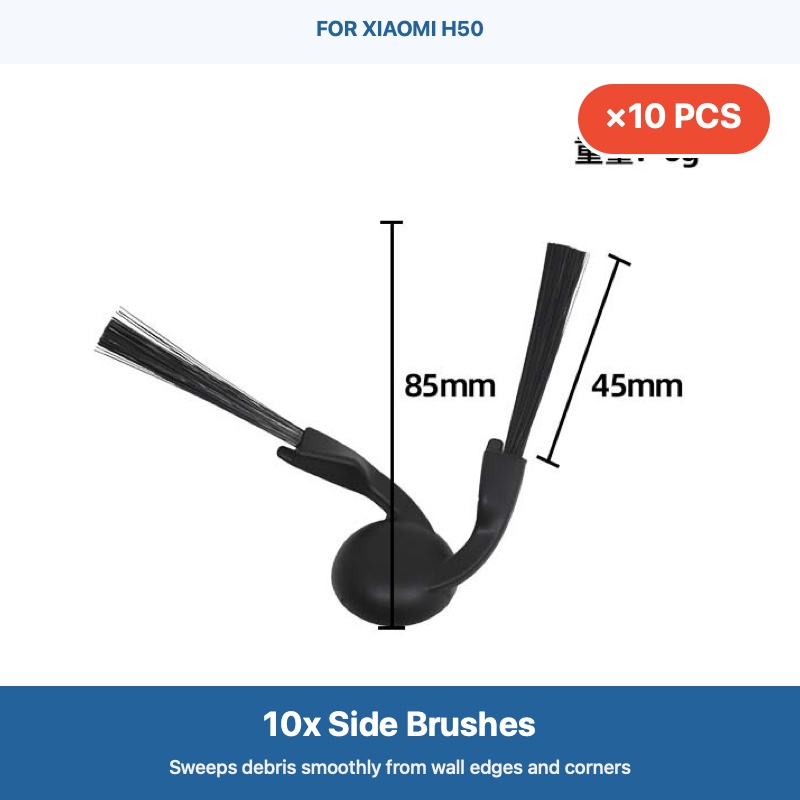 FOR XIAOMI H50
×10 PCS
85mm
45mm
10x Side Brushes
Sweeps debris smoothly from wall edges and corners